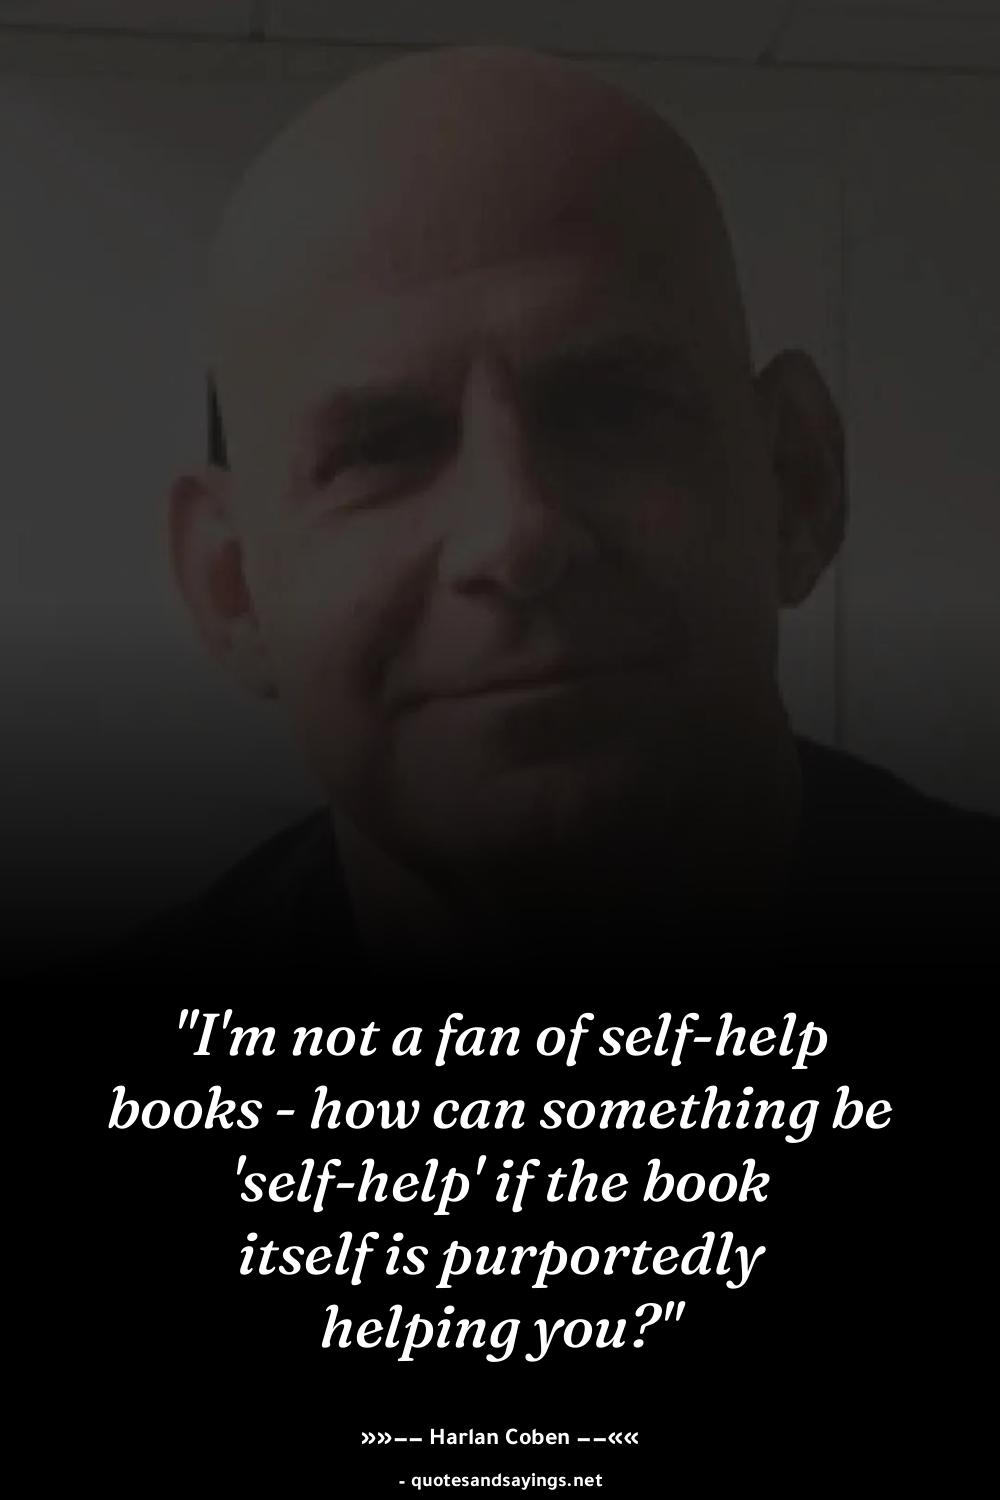 "I'm not a fan of self-help
books - how can something be
'self-help' if the book
itself is purportedly
helping you?"
»»—— Harlan Coben ——««
- quotesandsayings.net